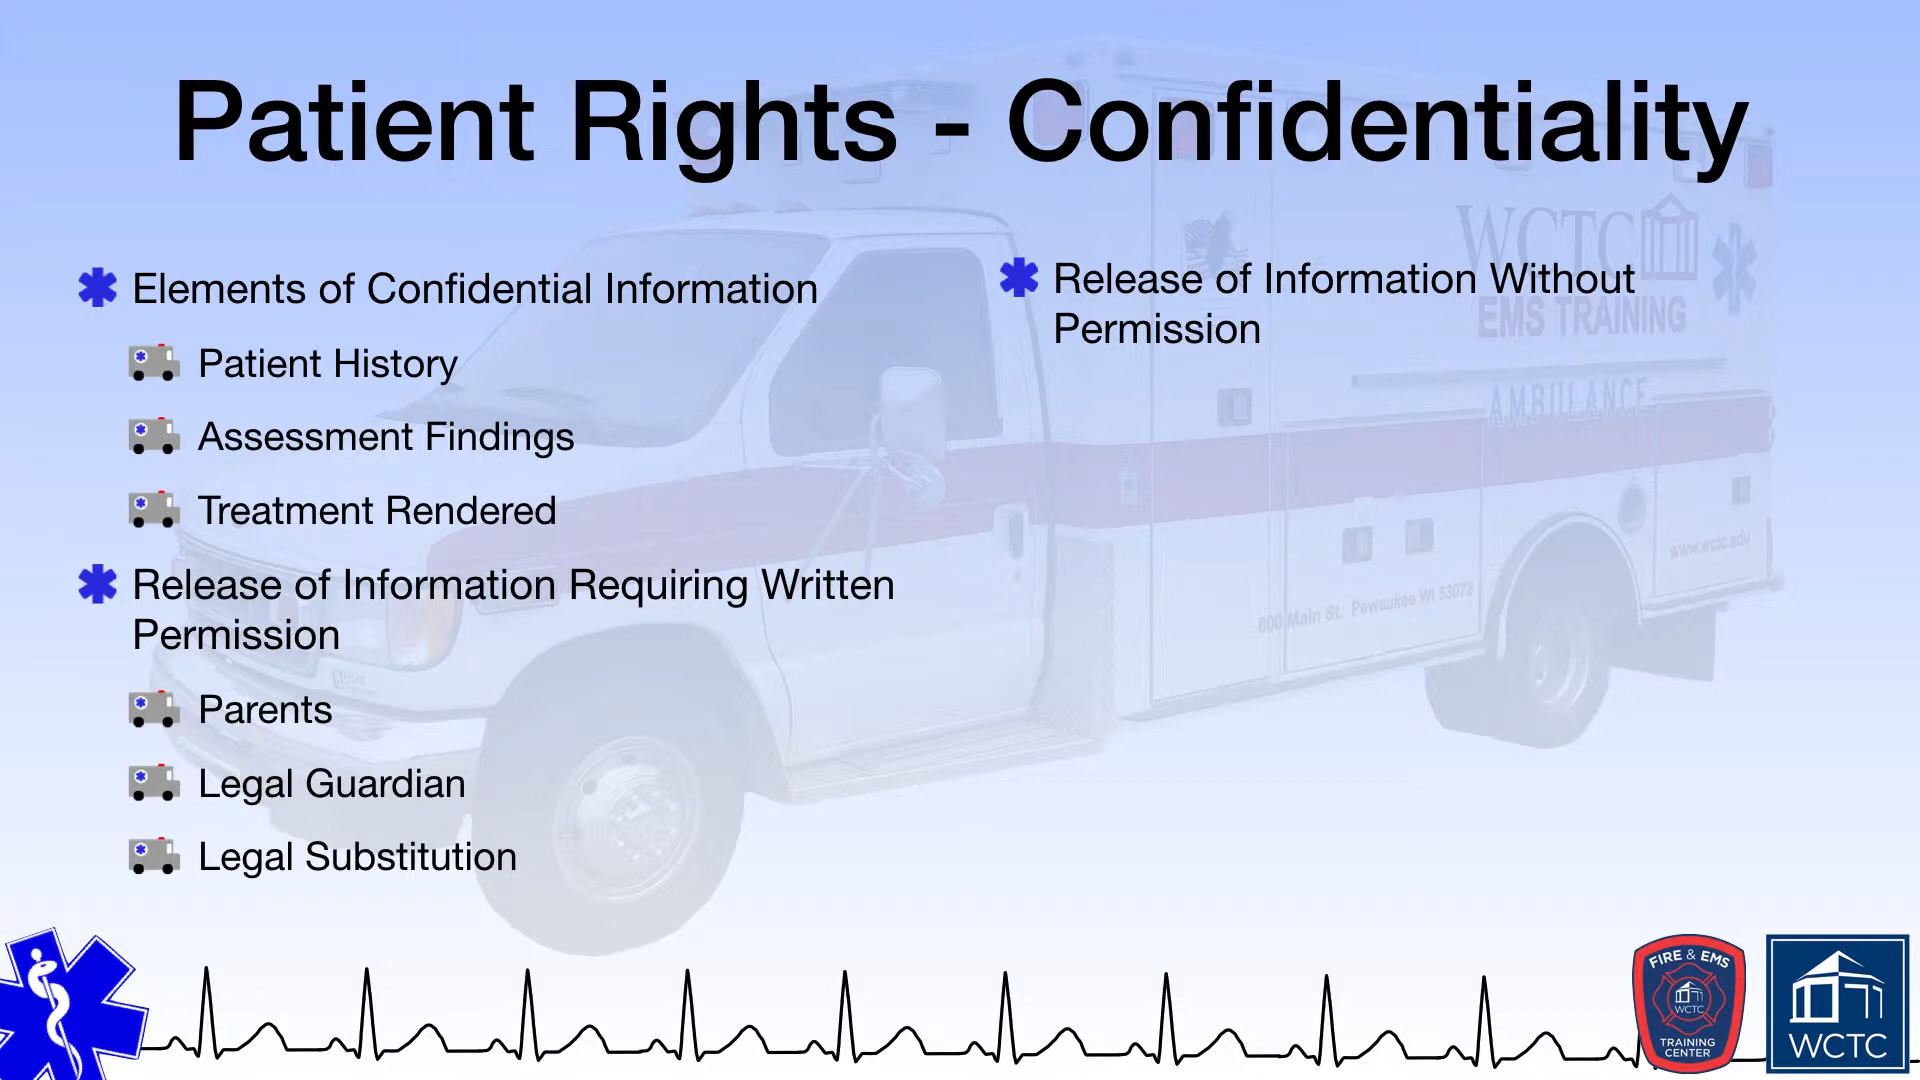 Patient Rights - Confidentiality
Elements of Confidential Information
Patient History
Assessment Findings
Treatment Rendered
Release of Information Requiring Written
Permission
Parents
Legal Guardian
Legal Substitution
Release of Information Without
Permission
WCTC
EMS TRAINING
AMBULANCE
www.wctc.edu
800 Main St. Pewaukee WI 53072
FIRE & EMS
WCTC
TRAINING
CENTER
WCTC